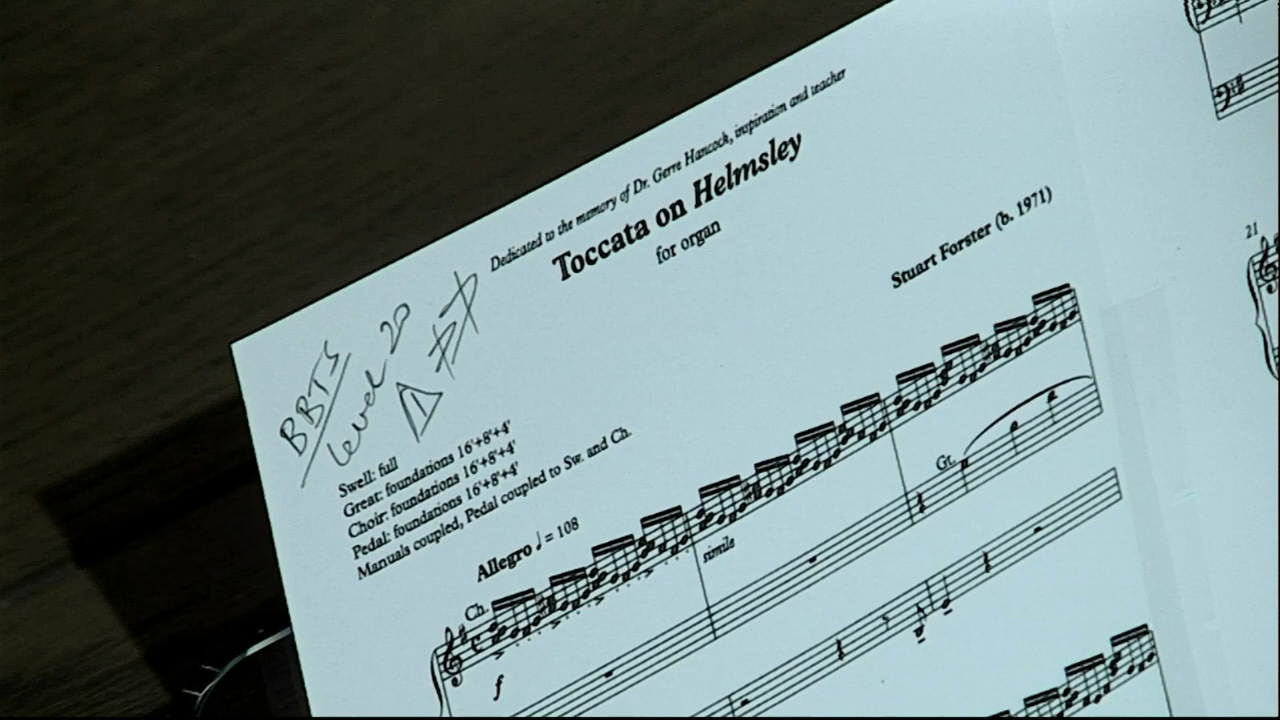 Dedicated to the memory of Dr. Gerre Hancock, inspiration and teacher
Toccata on Helmsley
for organ
Stuart Forster (b. 1971)
BBTS
level 20
Swell: full
Great: foundations 16'+8'+4'
Choir: foundations 16'+8'+4'
Pedal: foundations 16'+8'+4'
Manuals coupled, Pedal coupled to Sw. and Ch.
Allegro ♩ = 108
Ch.
simile
Gt.
f
21